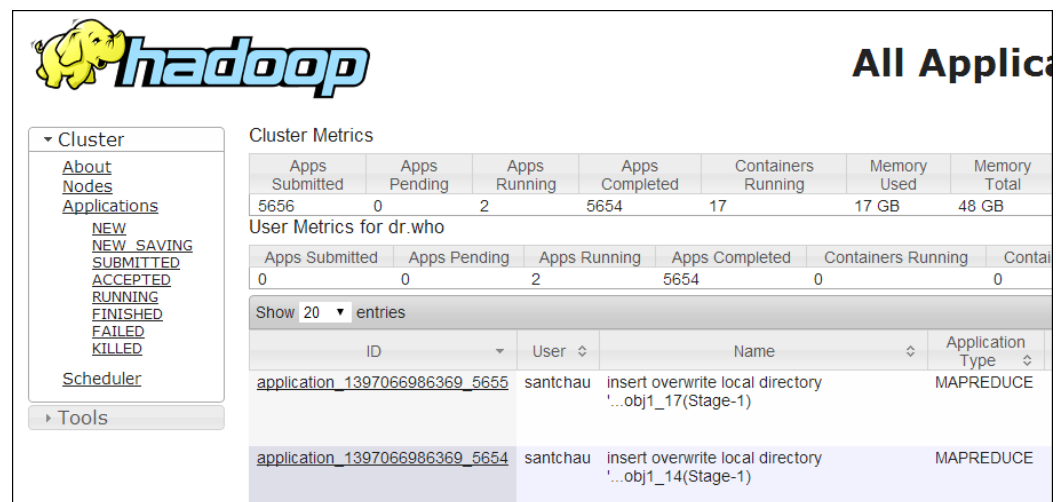 hadoop
All Applica
Cluster
About
Nodes
Applications
NEW
NEW_SAVING
SUBMITTED
ACCEPTED
RUNNING
FINISHED
FAILED
KILLED
Scheduler
Tools
Cluster Metrics
Apps Submitted Apps Pending Apps Running Apps Completed Containers Running Memory Used Memory Total
5656 0 2 5654 17 17 GB 48 GB
User Metrics for dr.who
Apps Submitted Apps Pending Apps Running Apps Completed Containers Running Contai
0 0 2 5654 0 0
Show 20 entries
ID User Name Application Type
application_1397066986369_5655 santchau insert overwrite local directory MAPREDUCE
'...obj1_17(Stage-1)
application_1397066986369_5654 santchau insert overwrite local directory MAPREDUCE
'...obj1_14(Stage-1)